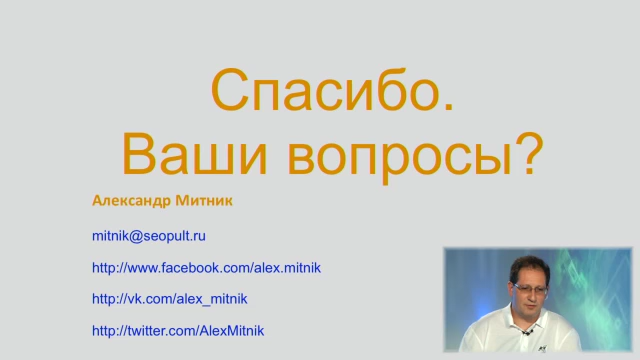 Спасибо.
Ваши вопросы?
Александр Митник
mitnik@seopult.ru
http://www.facebook.com/alex.mitnik
http://vk.com/alex_mitnik
http://twitter.com/AlexMitnik